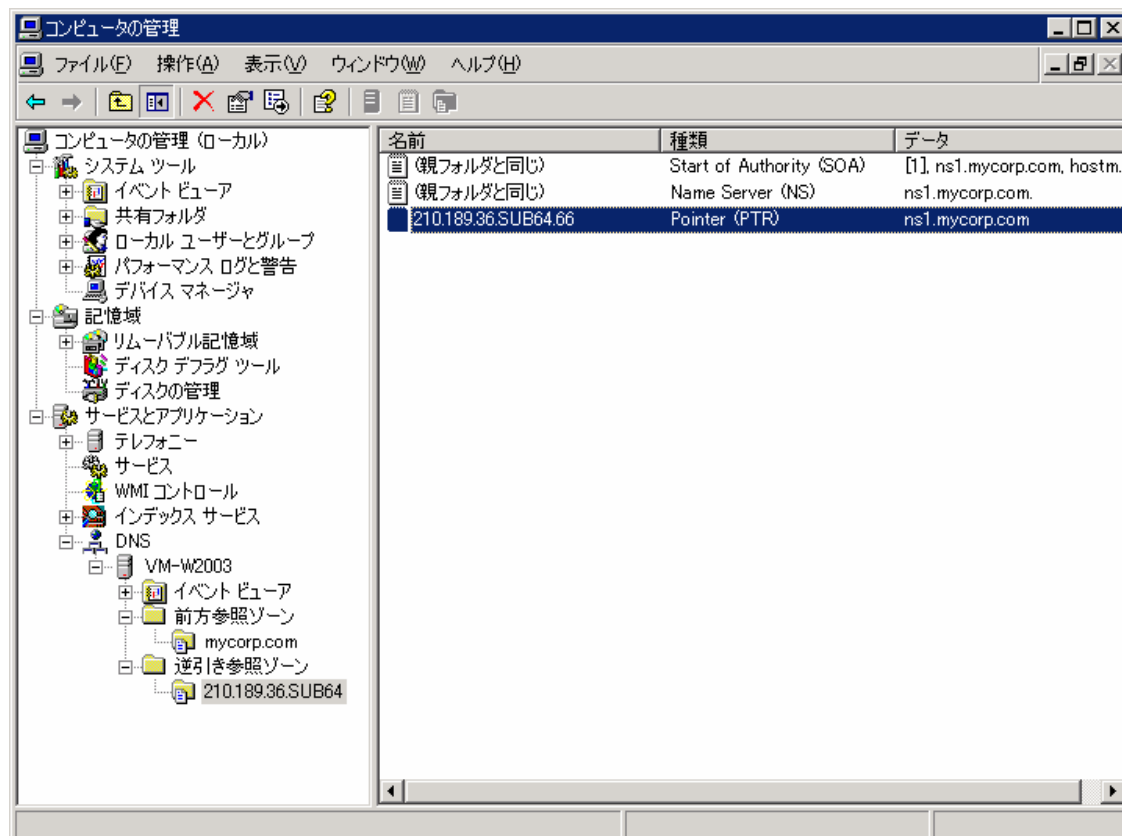 コンピュータの管理
ファイル(F) 操作(A) 表示(V) ウィンドウ(W) ヘルプ(H)
コンピュータの管理 (ローカル)
システム ツール
イベント ビューア
共有フォルダ
ローカル ユーザーとグループ
パフォーマンス ログと警告
デバイス マネージャ
記憶域
リムーバブル記憶域
ディスク デフラグ ツール
ディスクの管理
サービスとアプリケーション
テレフォニー
サービス
WMI コントロール
インデックス サービス
DNS
VM-W2003
イベント ビューア
前方参照ゾーン
mycorp.com
逆引き参照ゾーン
210.189.36.SUB64
名前 種類 データ
(親フォルダと同じ) Start of Authority (SOA) [1], ns1.mycorp.com, hostm.
(親フォルダと同じ) Name Server (NS) ns1.mycorp.com.
210.189.36.SUB64.66 Pointer (PTR) ns1.mycorp.com